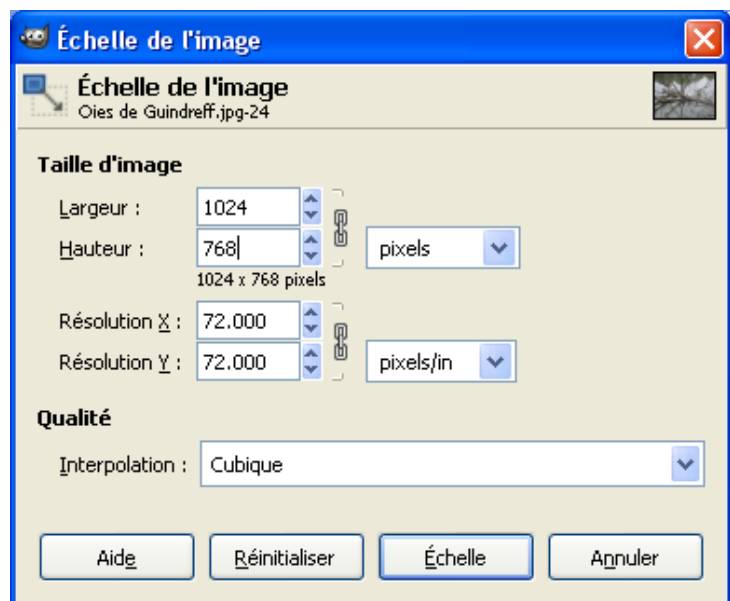 Échelle de l'image
Échelle de l'image
Oies de Guindreff.jpg-24
Taille d'image
Largeur : 1024
Hauteur : 768 pixels
1024 x 768 pixels
Résolution X : 72.000
Résolution Y : 72.000 pixels/in
Qualité
Interpolation : Cubique
Aide Réinitialiser Échelle Annuler